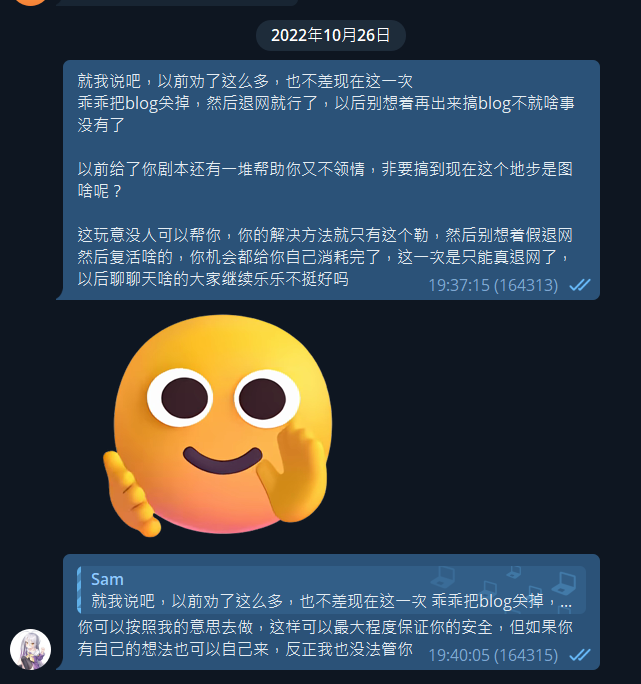 2022年10月26日
就我说吧，以前劝了这么多，也不差现在这一次
乖乖把blog关掉，然后退网就行了，以后别想着再出来搞blog不就啥事
没有了
以前给了你剧本还有一堆帮助你又不领情，非要搞到现在这个地步是图
啥呢？
这玩意没人可以帮你，你的解决方法就只有这个勒，然后别想着假退网
然后复活啥的，你机会都给你自己消耗完了，这一次是只能真退网了，
以后聊聊天啥的大家继续乐乐不挺好吗
19:37:15 (164313)
Sam
就我说吧，以前劝了这么多，也不差现在这一次 乖乖把blog关掉，...
你可以按照我的意思去做，这样可以最大程度保证你的安全，但如果你
有自己的想法也可以自己来，反正我也没法管你
19:40:05 (164315)